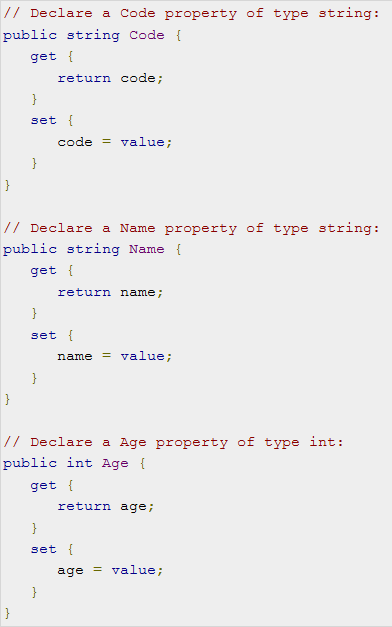 // Declare a Code property of type string:
public string Code {
   get {
      return code;
   }
   set {
      code = value;
   }
}

// Declare a Name property of type string:
public string Name {
   get {
      return name;
   }
   set {
      name = value;
   }
}

// Declare a Age property of type int:
public int Age {
   get {
      return age;
   }
   set {
      age = value;
   }
}